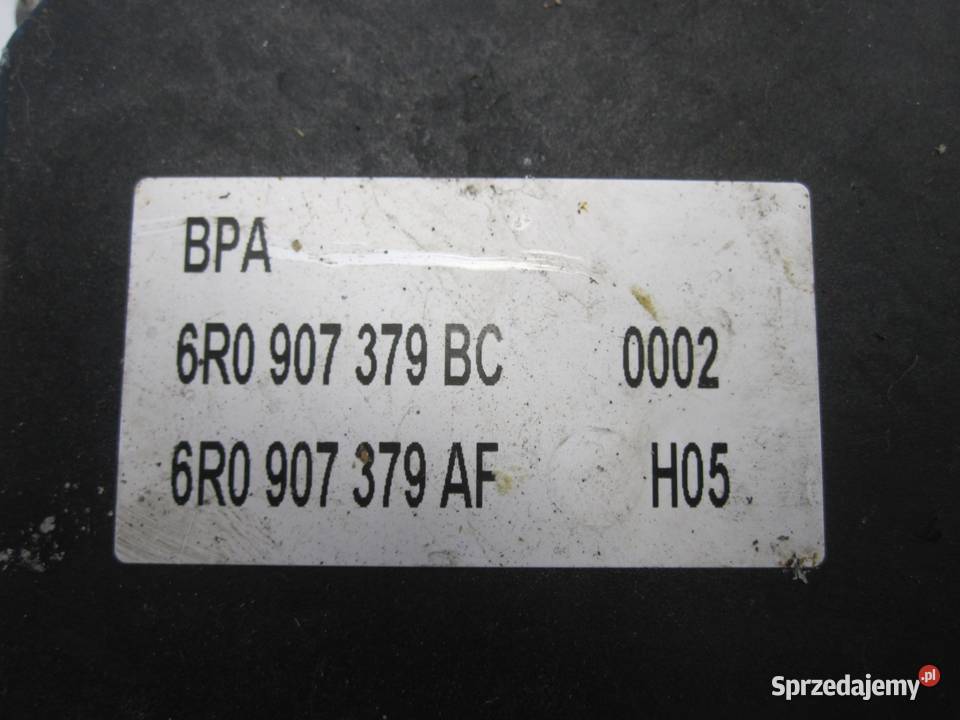 BPA
6R0 907 379 BC 0002
6R0 907 379 AF H05
Sprzedajemy.pl